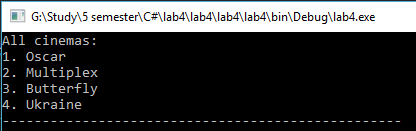 G:\Study\5 semester\C#\lab4\lab4\lab4\lab4\bin\Debug\lab4.exe
All cinemas:
1. Oscar
2. Multiplex
3. Butterfly
4. Ukraine
--------------------------------------------------